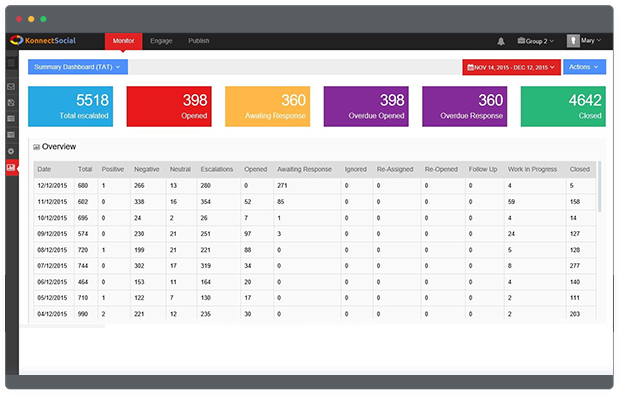 KonnectSocial Monitor Engage Publish Group 2 Mary
Summary Dashboard (TAT) NOV 14, 2015 - DEC 12, 2015 Actions
5518 398 360 398 360 4642
Total escalated Opened Awating Response Overdue Opened Overdue Response Closed
Overview
Date Total Positive Negative Neutral Escalations Opened Awaiting Response Ignored Re-Assigned Re-Opened Follow Up Work In Progress Closed
12/12/2015 680 1 266 13 280 0 271 0 0 0 0 4 5
11/12/2015 602 0 338 16 354 52 85 0 0 0 0 59 158
10/12/2015 695 0 24 2 26 7 1 0 0 0 0 4 14
09/12/2015 574 0 230 21 251 97 3 0 0 0 0 24 127
08/12/2015 720 1 199 21 221 88 0 0 0 0 0 5 128
07/12/2015 744 0 302 17 319 34 0 0 0 0 0 8 277
06/12/2015 464 0 153 11 164 20 0 0 0 0 0 4 140
05/12/2015 710 1 122 7 130 17 0 0 0 0 0 2 111
04/12/2015 990 2 221 12 235 30 0 0 0 0 0 2 203